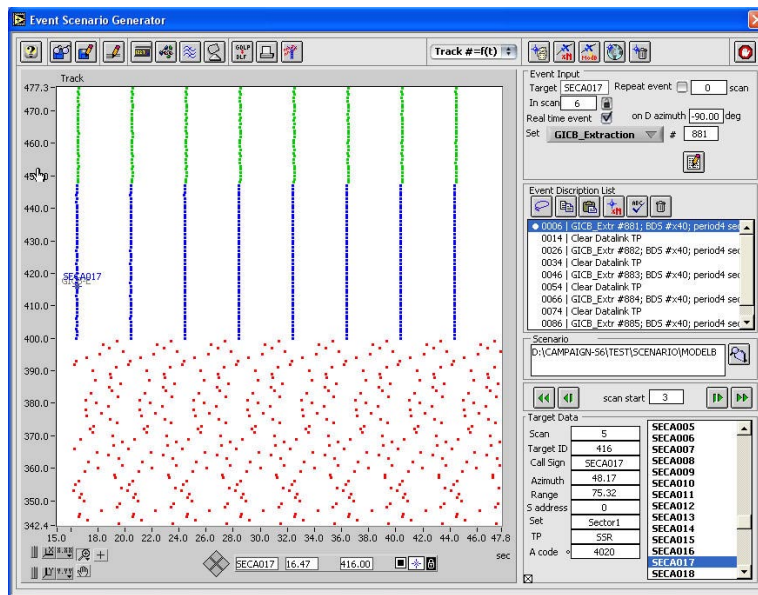 Event Scenario Generator
GOLP
DLF
Track #=f(t)
xM
ModB
Track
477.3
470.0
460.0
440.0
430.0
420.0
410.0
400.0
390.0
380.0
370.0
360.0
350.0
342.4
SECA017
15.0 18.0 20.0 22.0 24.0 26.0 28.0 30.0 32.0 34.0 36.0 38.0 40.0 42.0 44.0 46.0 47.8
sec
SECA017 16.47 416.00
Event Input
Target SECA017 Repeat event 0 scan
In scan 6
Real time event on D azimuth -90.00 deg
Set GICB_Extraction # 881
Event Discription List
xM
ABC
0006 | GICB_Extr #881; BDS #x40; period4 sec
0014 | Clear Datalink TP
0026 | GICB_Extr #882; BDS #x40; period4 sec
0034 | Clear Datalink TP
0046 | GICB_Extr #883; BDS #x40; period4 sec
0054 | Clear Datalink TP
0066 | GICB_Extr #884; BDS #x40; period4 sec
0074 | Clear Datalink TP
0086 | GICB_Extr #885; BDS #x40; period4 sec
Scenario
D:\CAMPAIGN-S6\TEST\SCENARIO\MODELB
scan start 3
Target Data
Scan 5
Target ID 416
Call Sign SECA017
Azimuth 48.17
Range 75.32
S address 0
Set Sector1
TP SSR
A code 4020
SECA005
SECA006
SECA007
SECA008
SECA009
SECA010
SECA011
SECA012
SECA013
SECA014
SECA015
SECA016
SECA017
SECA018